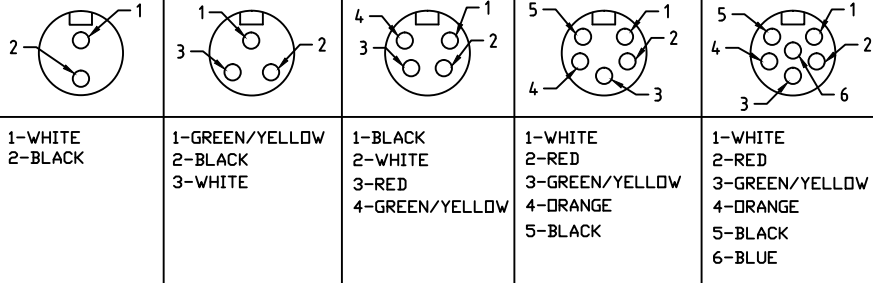 1
2
1
2
3
4
1
3
2
5
1
2
4
3
5
1
4
2
3
6
1-WHITE
2-BLACK
1-GREEN/YELLOW
2-BLACK
3-WHITE
1-BLACK
2-WHITE
3-RED
4-GREEN/YELLOW
1-WHITE
2-RED
3-GREEN/YELLOW
4-ORANGE
5-BLACK
1-WHITE
2-RED
3-GREEN/YELLOW
4-ORANGE
5-BLACK
6-BLUE